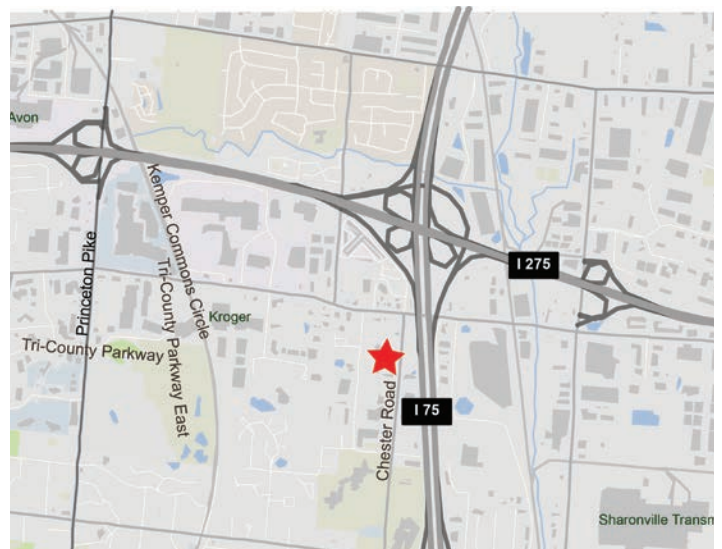 Avon
Kemper Commons Circle
Princeton Pike
I 275
Tri-County Parkway East
Kroger
Tri-County Parkway
I 75
Chester Road
Sharonville Transm